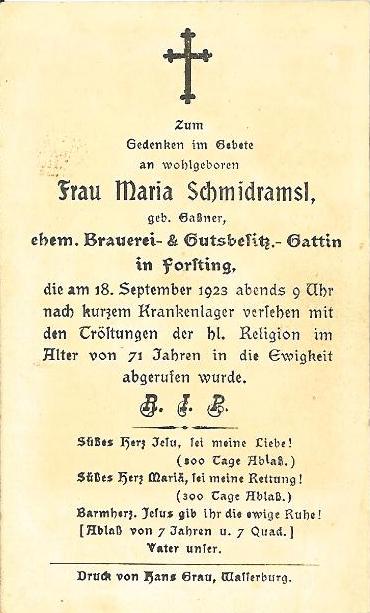 Zum
Gedenken im Gebete
an wohlgeboren
Frau Maria Schmidramsl,
geb. Gaßner,
ehem. Brauerei- & Gutsbesitz.-Gattin
in Forsting,
die am 18. September 1923 abends 9 Uhr
nach kurzem Krankenlager versehen mit
den Tröstungen der hl. Religion im
Alter von 71 Jahren in die Ewigkeit
abgerufen wurde.
R. I. P.
Süßes Herz Jesu, sei meine Liebe!
(300 Tage Ablaß.)
Süßes Herz Mariä, sei meine Rettung!
(300 Tage Ablaß.)
Barmherz. Jesus gib ihr die ewige Ruhe!
[Ablaß von 7 Jahren u. 7 Quad.]
Vater unser.
Druck von Hans Grau, Wasserburg.